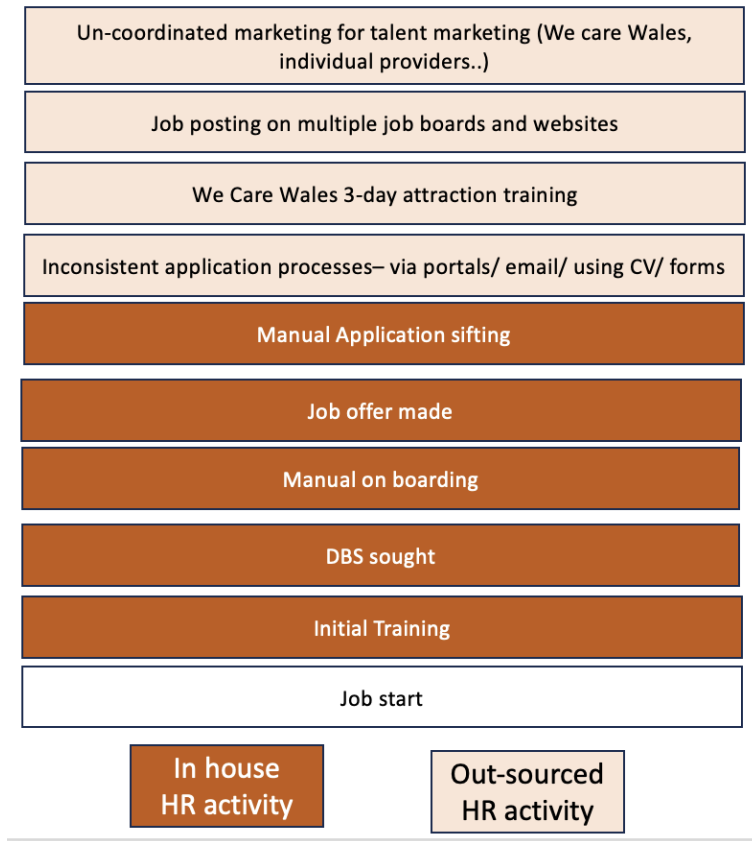 Un-coordinated marketing for talent marketing (We care Wales,
individual providers..)
Job posting on multiple job boards and websites
We Care Wales 3-day attraction training
Inconsistent application processes– via portals/ email/ using CV/ forms
Manual Application sifting
Job offer made
Manual on boarding
DBS sought
Initial Training
Job start
In house
HR activity
Out-sourced
HR activity